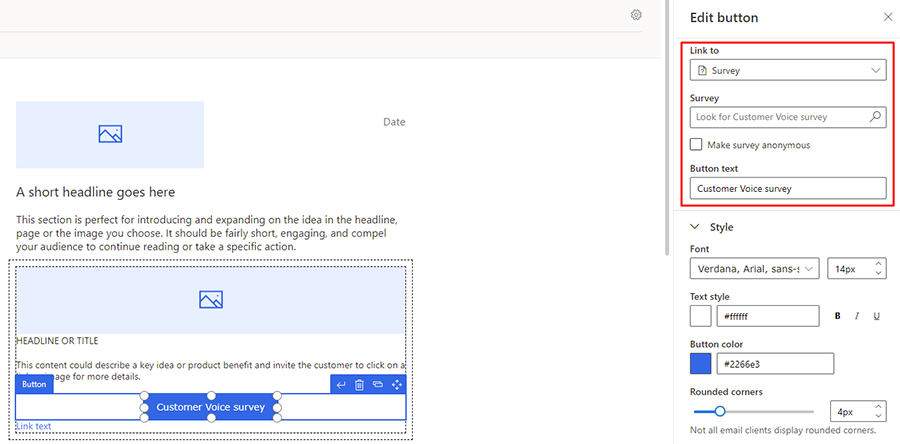 Date
A short headline goes here
This section is perfect for introducing and expanding on the idea in the headline,
page or the image you choose. It should be fairly short, engaging, and compel
your audience to continue reading or take a specific action.
HEADLINE OR TITLE
This content could describe a key idea or product benefit and invite the customer to click on a
page for more details.
Button
Customer Voice survey
Link text
Edit button
Link to
Survey
Survey
Look for Customer Voice survey
Make survey anonymous
Button text
Customer Voice survey
Style
Font
Verdana, Arial, sans-s
14px
Text style
#ffffff
B I U
Button color
#2266e3
Rounded corners
4px
Not all email clients display rounded corners.